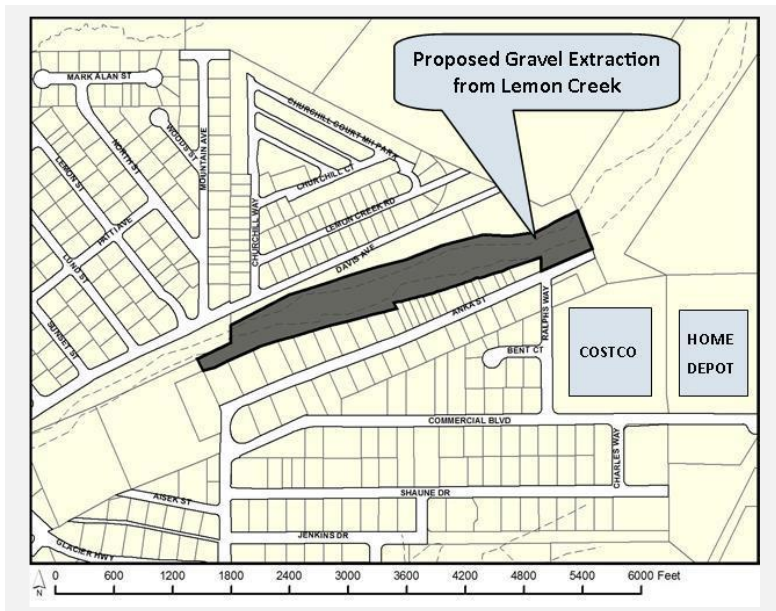 Proposed Gravel Extraction
from Lemon Creek
MARK ALAN ST
WOODS ST
MOUNTAIN AVE
NORTH ST
LEMON ST
PATTI AVE
LUND ST
SUNSET ST
CHURCHILL COURT MH PARK
CHURCHILL CT
CHURCHILL WAY
LEMON CREEK RD
DAVIS AVE
ANKA ST
RALPHS WAY
BENT CT
COSTCO
HOME
DEPOT
COMMERCIAL BLVD
CHARLES WAY
SHAUNE DR
AISEK ST
JENKINS DR
GLACIER HWY
N
0 600 1200 1800 2400 3000 3600 4200 4800 5400 6000 Feet